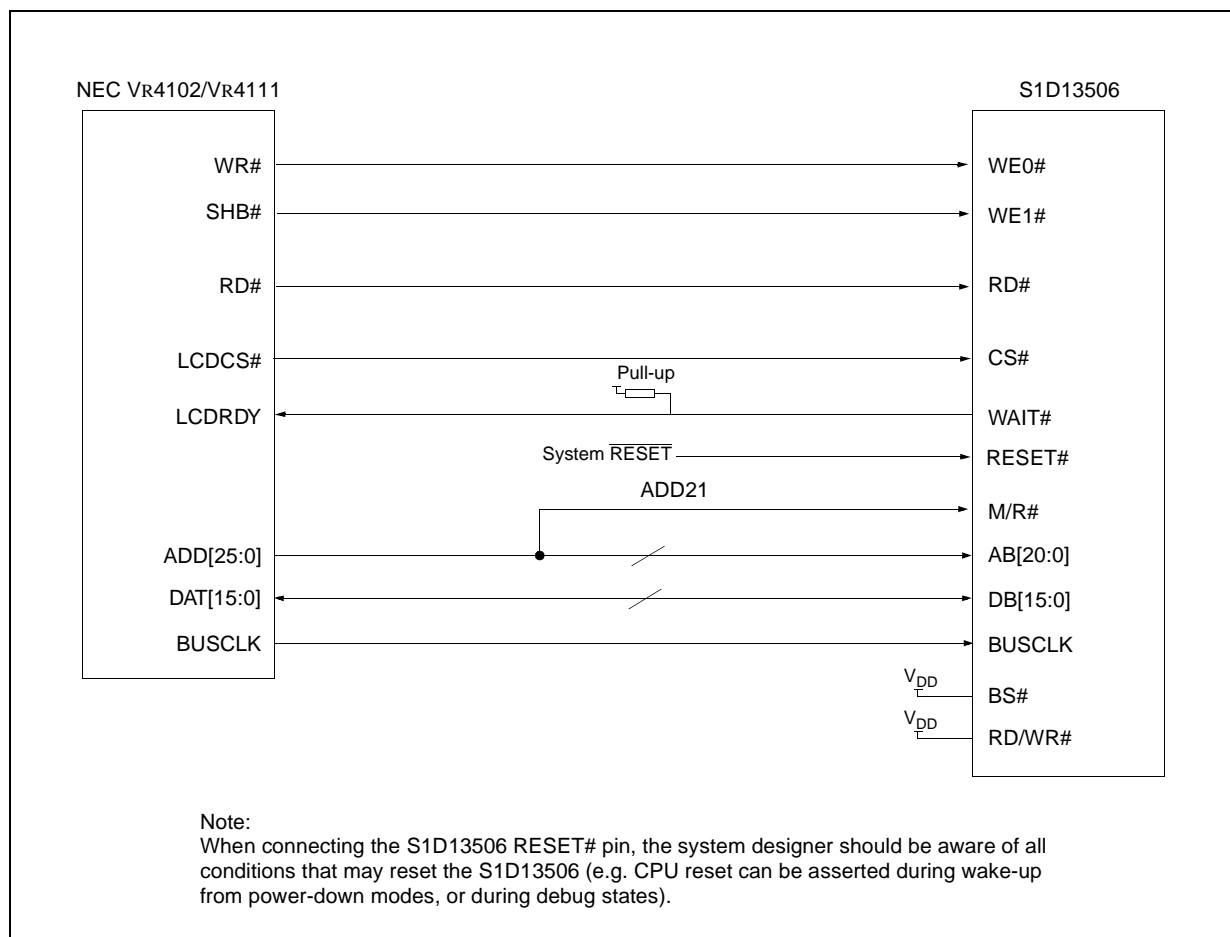 NEC VR4102/VR4111
S1D13506
WR#
WE0#
SHB#
WE1#
RD#
RD#
LCDCS#
CS#
Pull-up
LCDRDY
WAIT#
System RESET
RESET#
ADD21
M/R#
ADD[25:0]
AB[20:0]
DAT[15:0]
DB[15:0]
BUSCLK
BUSCLK
VDD
BS#
VDD
RD/WR#
Note:
When connecting the S1D13506 RESET# pin, the system designer should be aware of all
conditions that may reset the S1D13506 (e.g. CPU reset can be asserted during wake-up
from power-down modes, or during debug states).